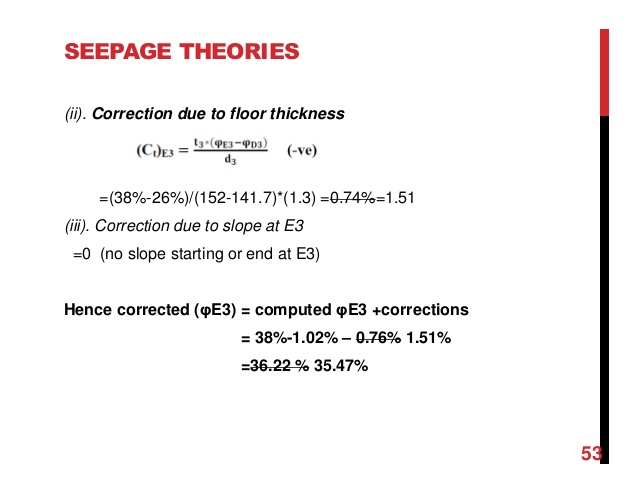 SEEPAGE THEORIES
(ii). Correction due to floor thickness
(Ct)E3 = t3*(φE3−φD3) / d3 (-ve)
=(38%-26%)/(152-141.7)*(1.3) =0.74%=1.51
(iii). Correction due to slope at E3
=0 (no slope starting or end at E3)
Hence corrected (φE3) = computed φE3 +corrections
= 38%-1.02% – 0.76% 1.51%
=36.22 % 35.47%
53